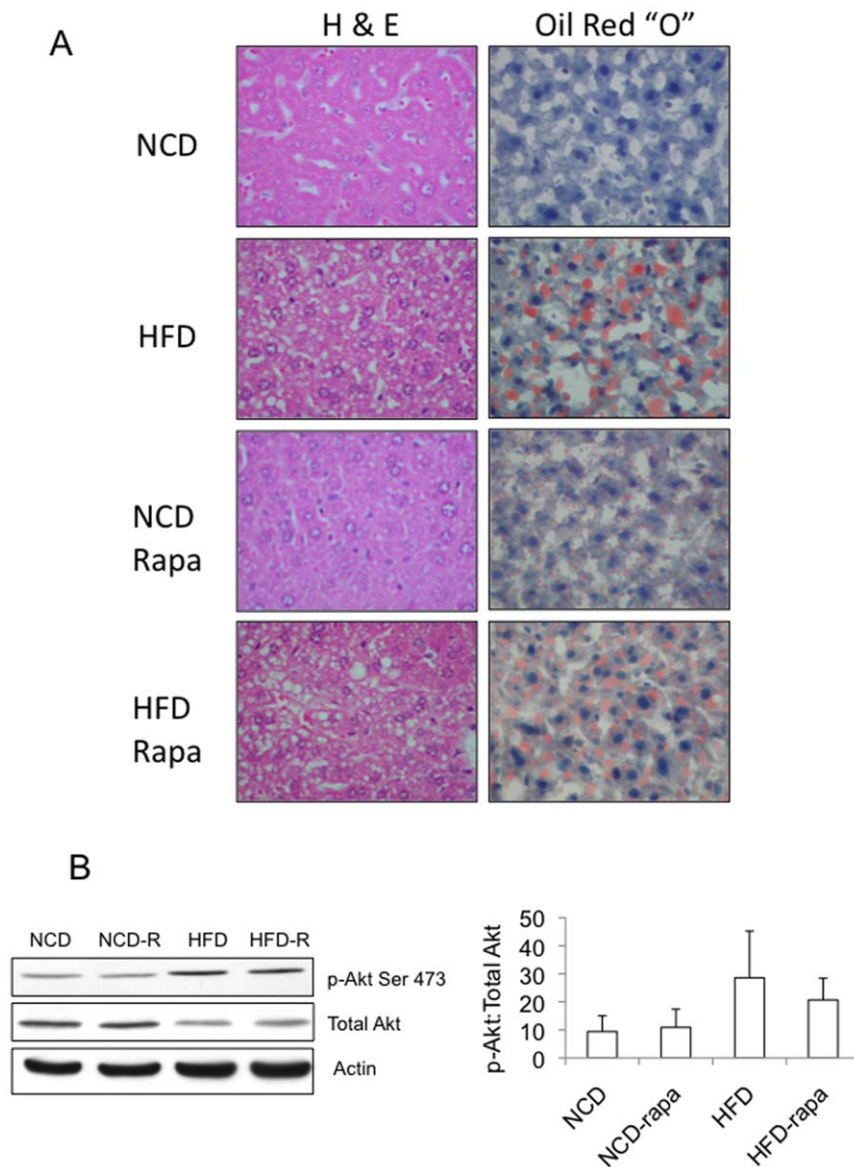 A
H & E
Oil Red “O”
NCD
HFD
NCD
Rapa
HFD
Rapa
B
NCD NCD-R HFD HFD-R
p-Akt Ser 473
Total Akt
Actin
p-Akt:Total Akt
50
40
30
20
10
0
NCD
NCD-rapa
HFD
HFD-rapa